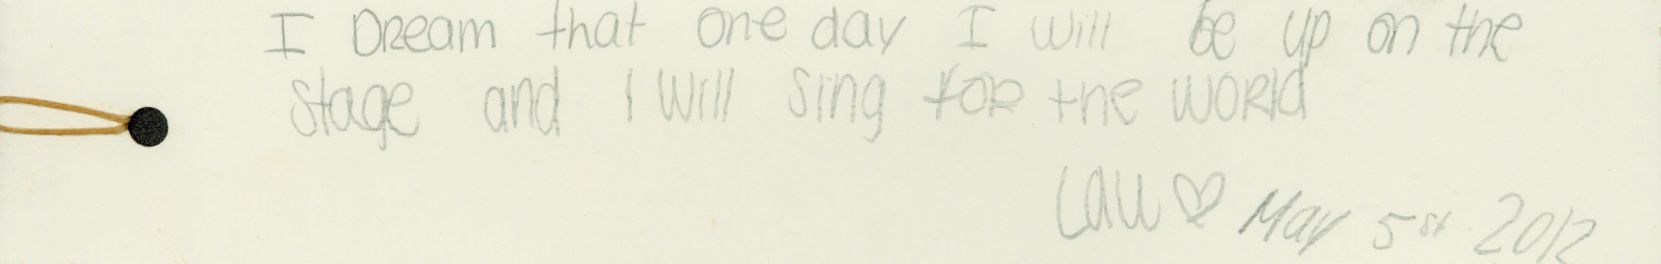 I Dream that one day I will be up on the
stage and I will sing for the world
Lau♡ May 5st 2012